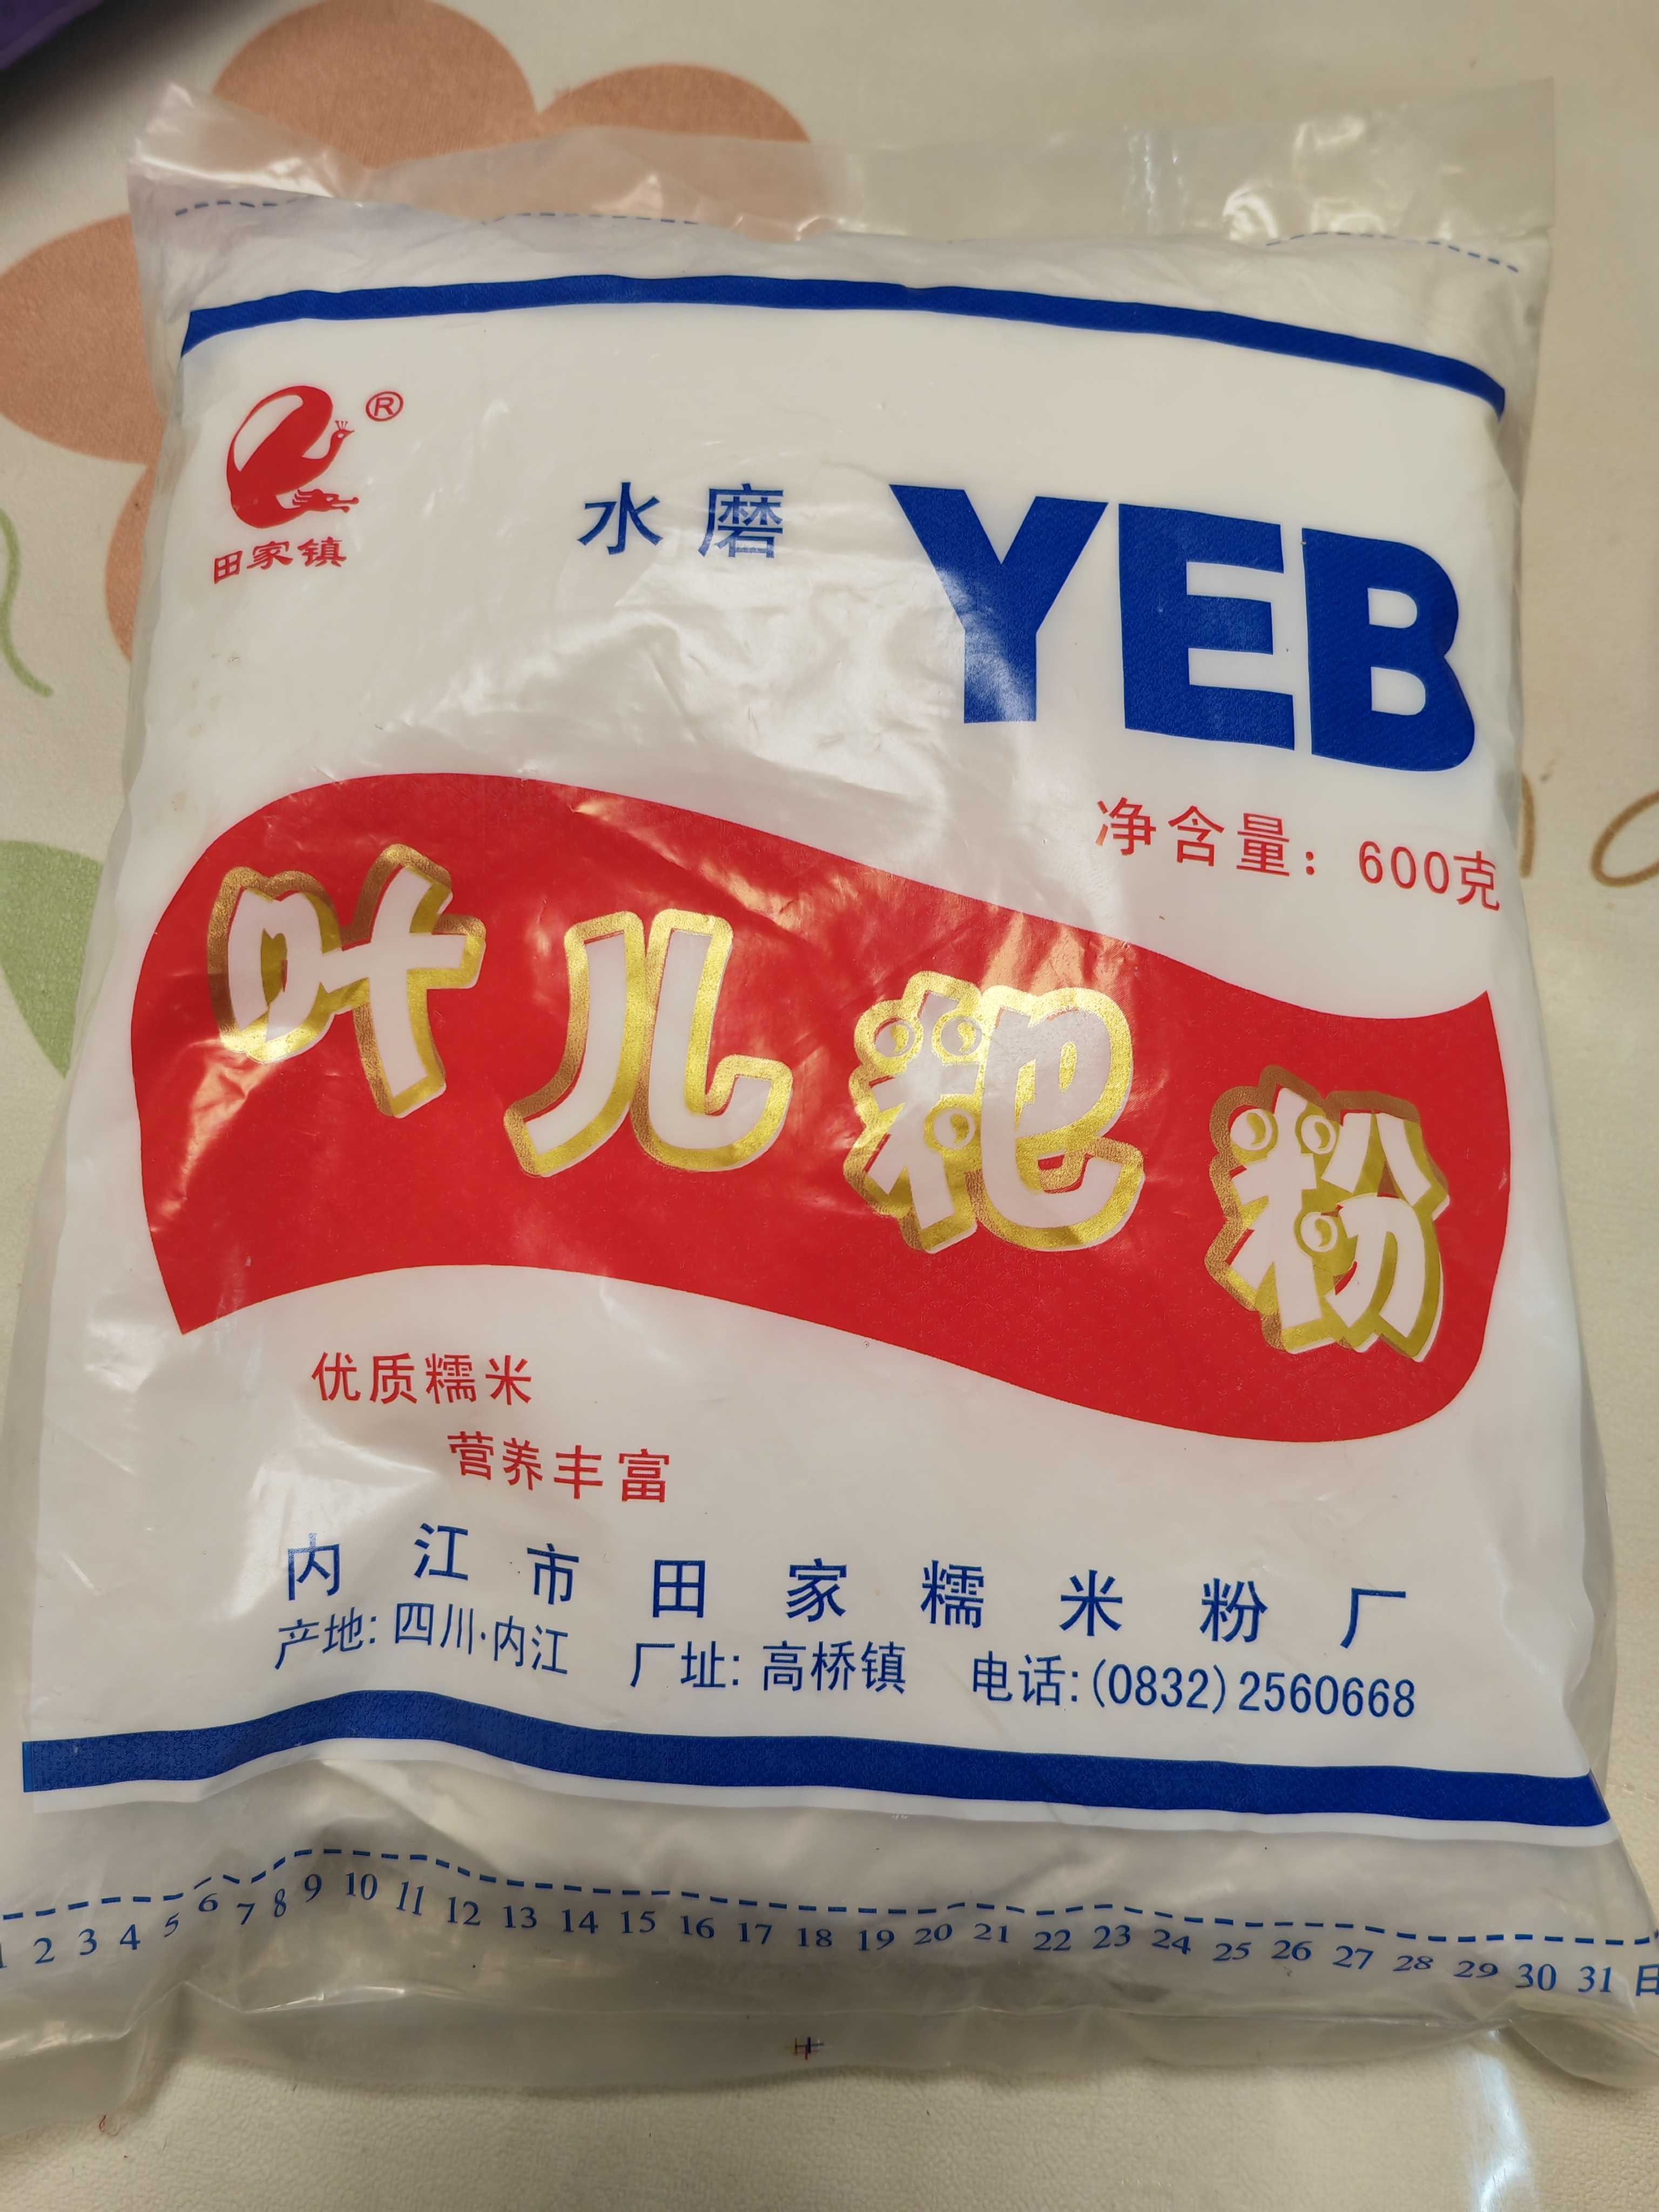 ®
田家镇
水磨 YEB
净含量：600克
叶儿粑粉
优质糯米
营养丰富
内江市田家糯米粉厂
产地:四川·内江 厂址:高桥镇 电话:(0832)2560668
1 2 3 4 5 6 7 8 9 10 11 12 13 14 15 16 17 18 19 20 21 22 23 24 25 26 27 28 29 30 31 日